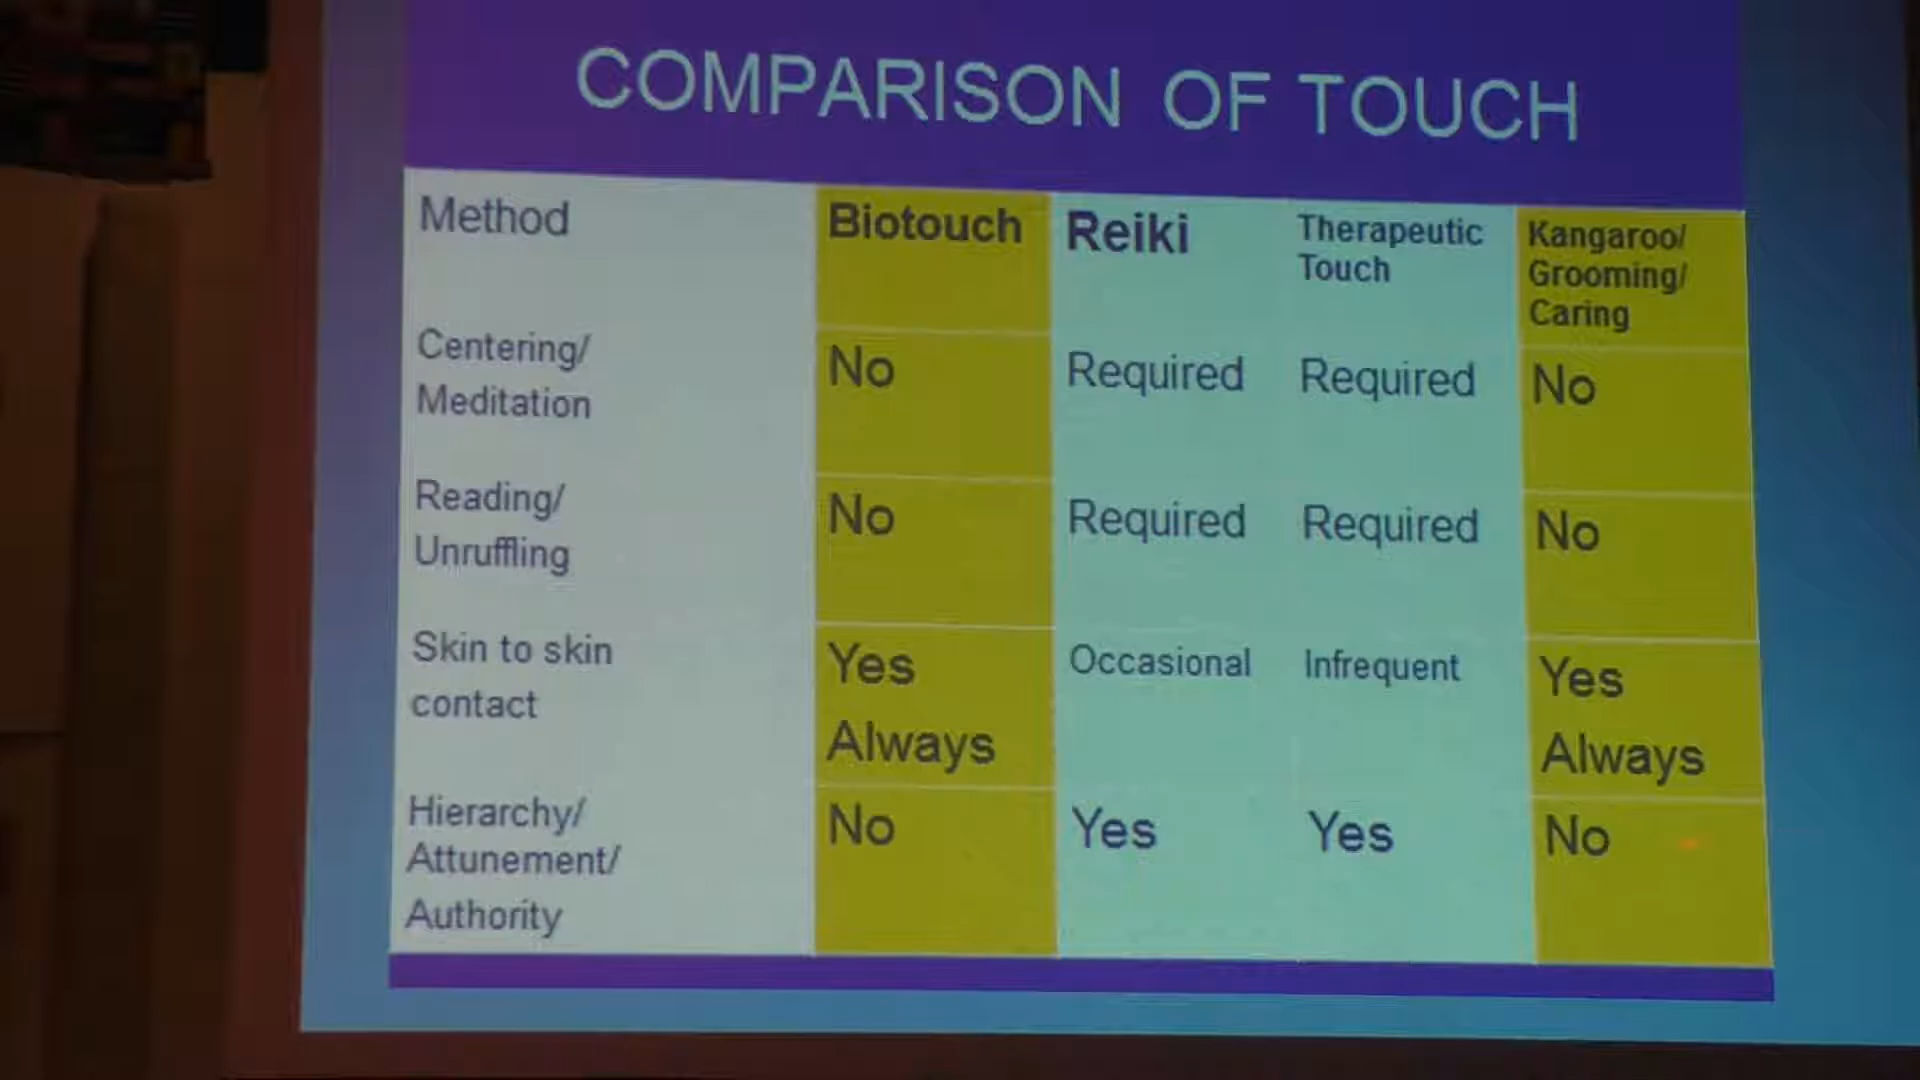 COMPARISON OF TOUCH
Method Biotouch Reiki Therapeutic Touch Kangaroo/ Grooming/ Caring
Centering/ Meditation No Required Required No
Reading/ Unruffling No Required Required No
Skin to skin contact Yes Always Occasional Infrequent Yes Always
Hierarchy/ Attunement/ Authority No Yes Yes No